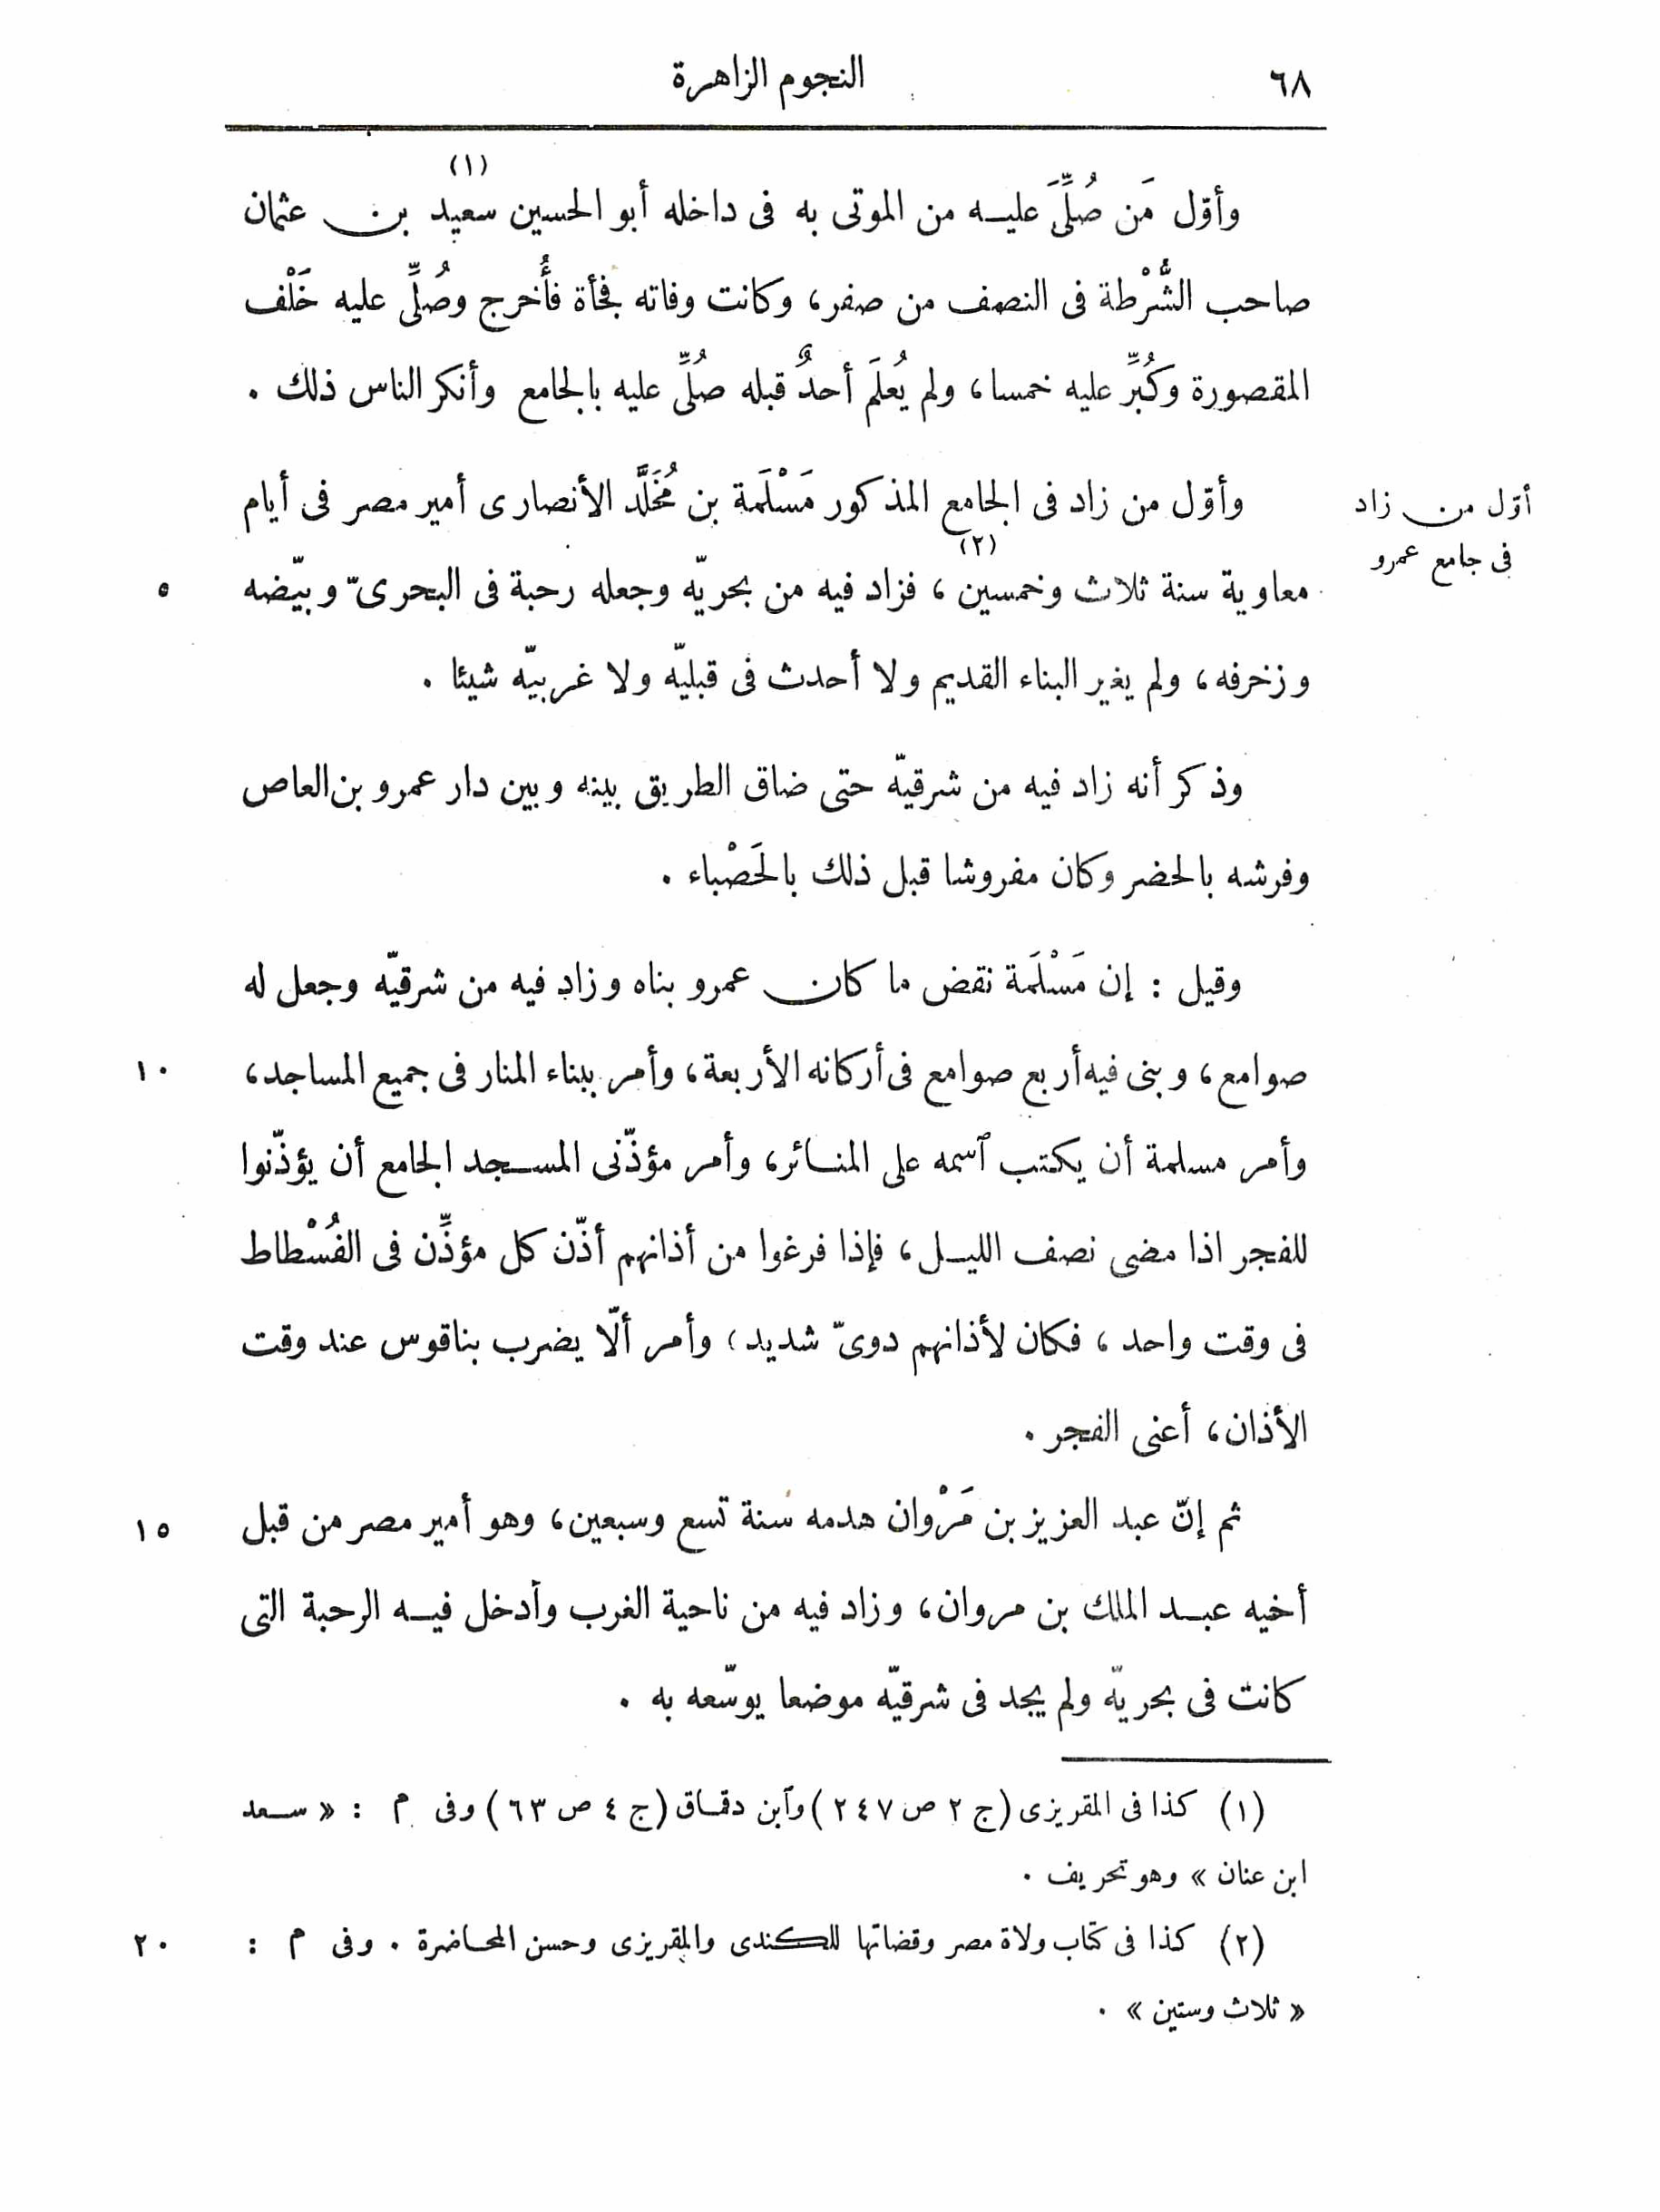 ٦٨
النجوم الزاهرة
وأوّل مَن صُلِّىَ عليه من الموتى به فى داخله أبو الحسين سعيد بن عثمان (١)
صاحب الشُّرْطة فى النصف من صفر، وكانت وفاته فجأة فأُخرج وصُلِّى عليه خَلْف
المقصورة وكُبِّر عليه خمسا، ولم يُعلَم أحدٌ قبله صُلِّى عليه بالجامع وأنكر الناس ذلك .
أوّل من زاد
فى جامع عمرو
وأوّل من زاد فى الجامع المذكور مَسْلَمة بن مُخَلَّد الأنصارى أمير مصر فى أيام
معاوية سنة ثلاث وخمسين (٢)، فزاد فيه من بحريّه وجعله رحبة فى البحرىّ وبيّضه ٥
وزخرفه، ولم يغير البناء القديم ولا أحدث فى قبليّه ولا غربيّه شيئا .
وذكر أنه زاد فيه من شرقيّه حتى ضاق الطريق بينه وبين دار عمرو بن العاص
وفرشه بالحضر وكان مفروشا قبل ذلك بالحَصْباء .
وقيل : إن مَسْلَمة نقض ما كان عمرو بناه وزاد فيه من شرقيّه وجعل له
صوامع، وبنى فيه أربع صوامع فى أركانه الأربعة، وأمر ببناء المنار فى جميع المساجد، ١٠
وأمر مسلمة أن يكتب ٱسمه على المنائر، وأمر مؤذّنى المسجد الجامع أن يؤذّنوا
للفجر اذا مضى نصف الليل، فإذا فرغوا من أذانهم أذّن كل مؤذِّن فى الفُسْطاط
فى وقت واحد، فكان لأذانهم دوىّ شديد، وأمر ألّا يضرب بناقوس عند وقت
الأذان، أعنى الفجر .
ثم إنّ عبد العزيز بن مَرْوان هدمه سنة تسع وسبعين، وهو أمير مصر من قبل ١٥
أخيه عبد الملك بن مروان، وزاد فيه من ناحية الغرب وأدخل فيه الرحبة التى
كانت فى بحريّه ولم يجد فى شرقيّه موضعا يوسّعه به .
(١) كذا فى المقريزى (ج ٢ ص ٢٤٧) وٱبن دقماق (ج ٤ ص ٦٣) وفى م : « سعد
ابن عنان » وهو تحريف .
(٢) كذا فى كتاب ولاة مصر وقضاتها للكندى والمقريزى وحسن المحاضرة . وفى م : ٢٠
« ثلاث وستين » .